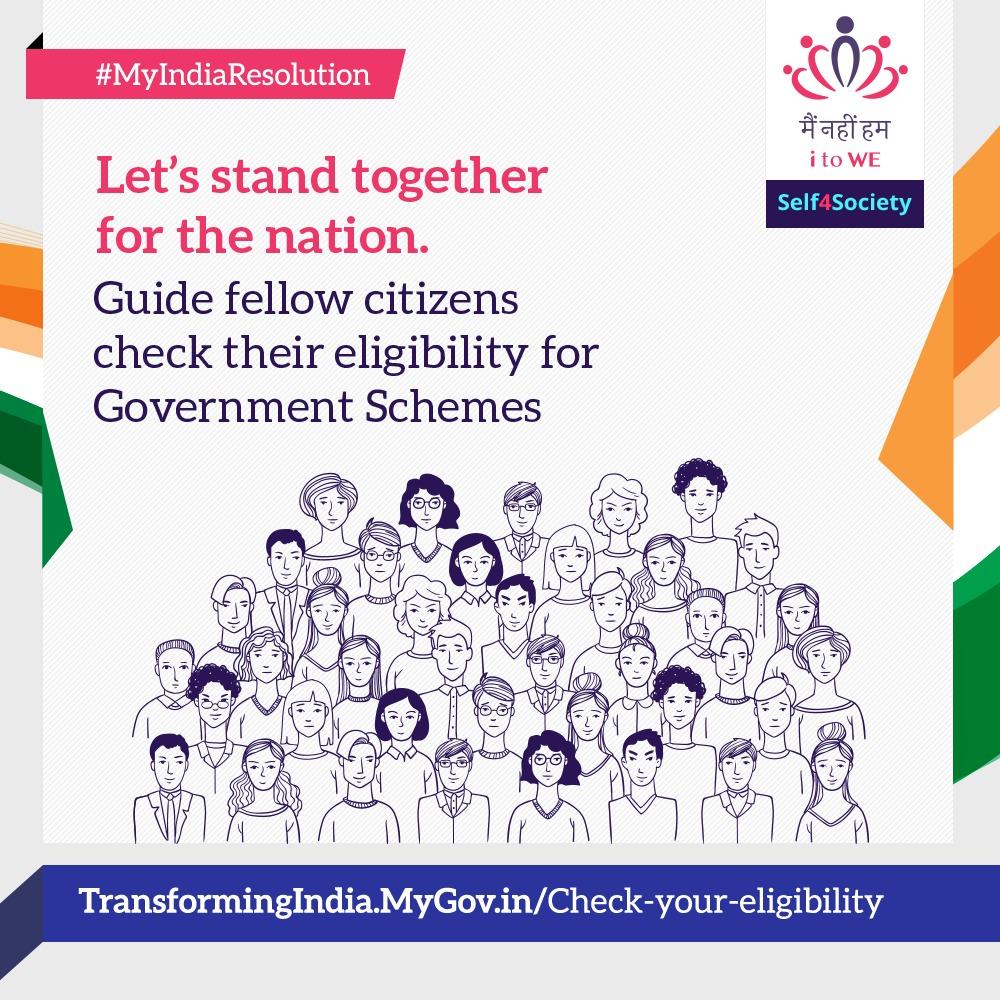 #MyIndiaResolution
मैं नहीं हम
i to WE
Self4Society
Let's stand together
for the nation.
Guide fellow citizens
check their eligibility for
Government Schemes
TransformingIndia.MyGov.in/Check-your-eligibility